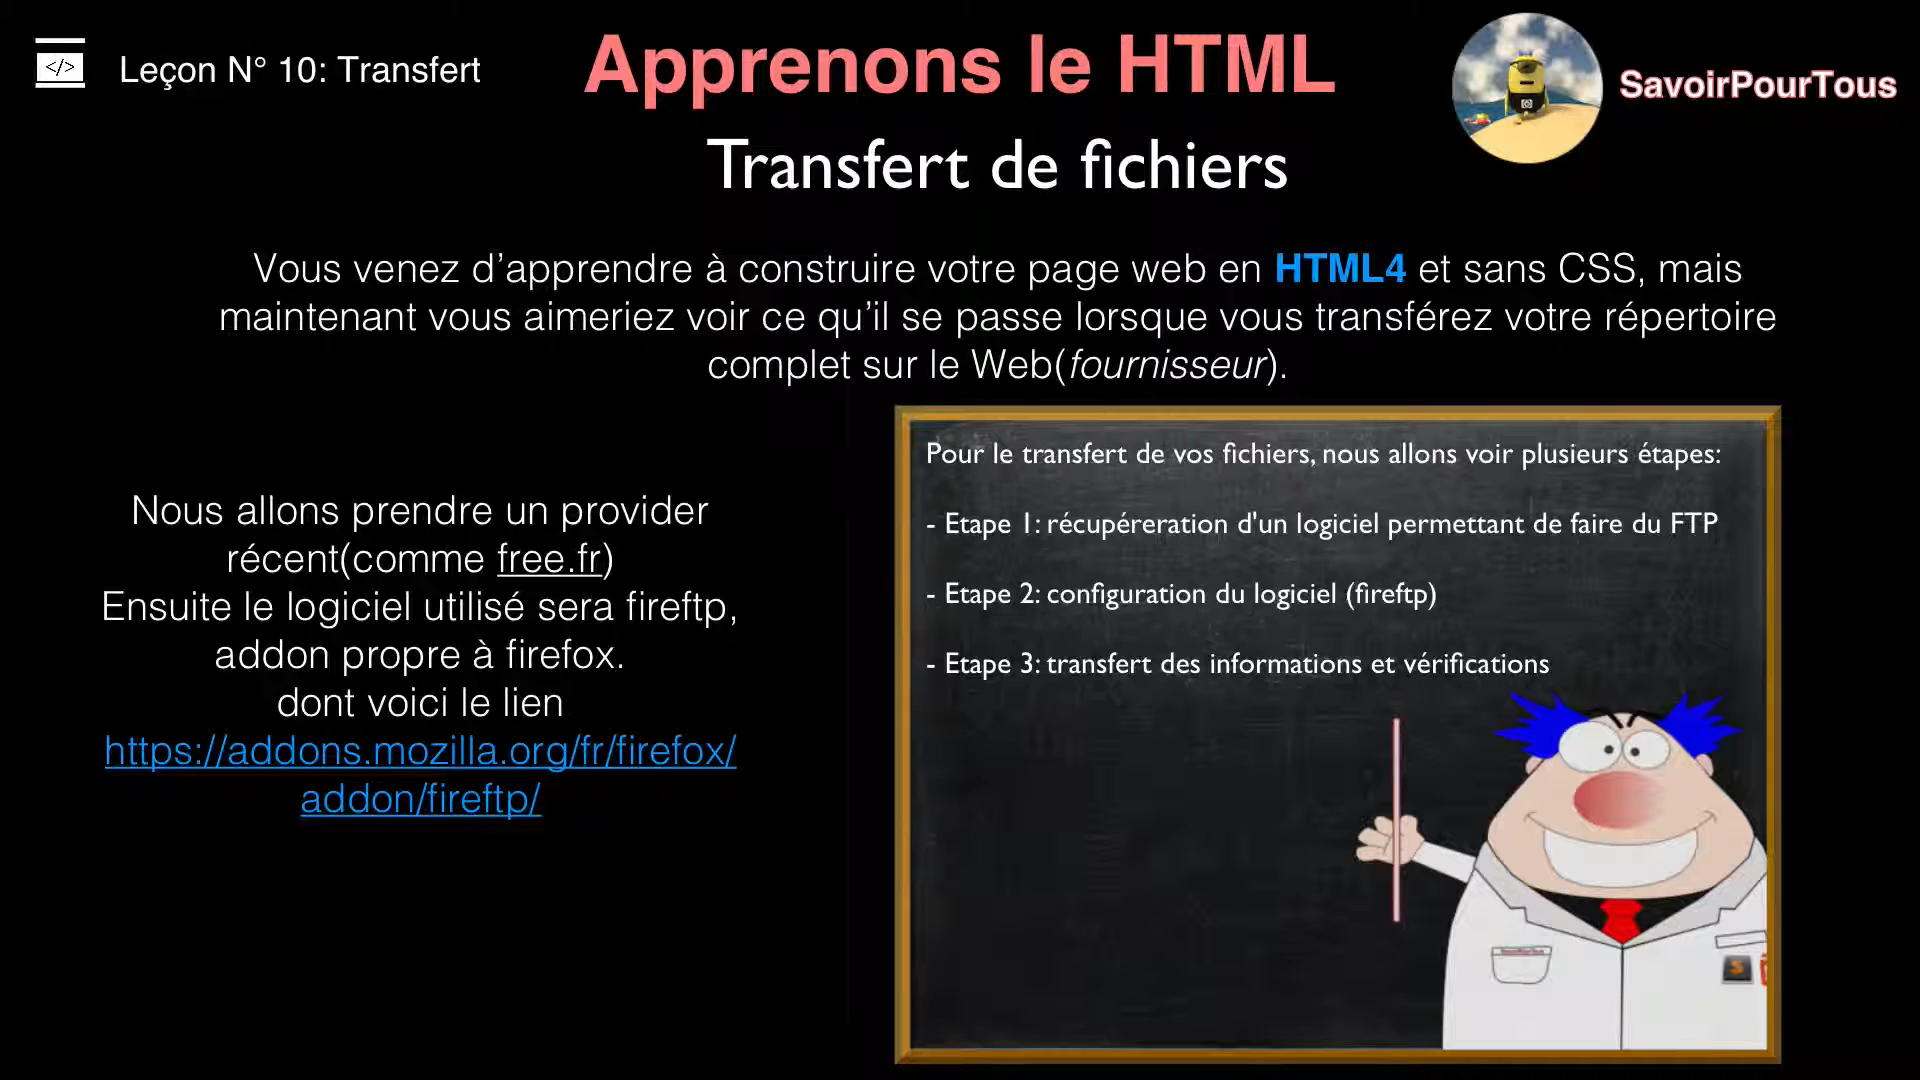 </>
Leçon N° 10: Transfert
Apprenons le HTML
SavoirPourTous
Transfert de fichiers
Vous venez d’apprendre à construire votre page web en HTML4 et sans CSS, mais
maintenant vous aimeriez voir ce qu’il se passe lorsque vous transférez votre répertoire
complet sur le Web(fournisseur).
Nous allons prendre un provider
récent(comme free.fr)
Ensuite le logiciel utilisé sera fireftp,
addon propre à firefox.
dont voici le lien
https://addons.mozilla.org/fr/firefox/
addon/fireftp/
Pour le transfert de vos fichiers, nous allons voir plusieurs étapes:
- Etape 1: récupéreration d'un logiciel permettant de faire du FTP
- Etape 2: configuration du logiciel (fireftp)
- Etape 3: transfert des informations et vérifications
S